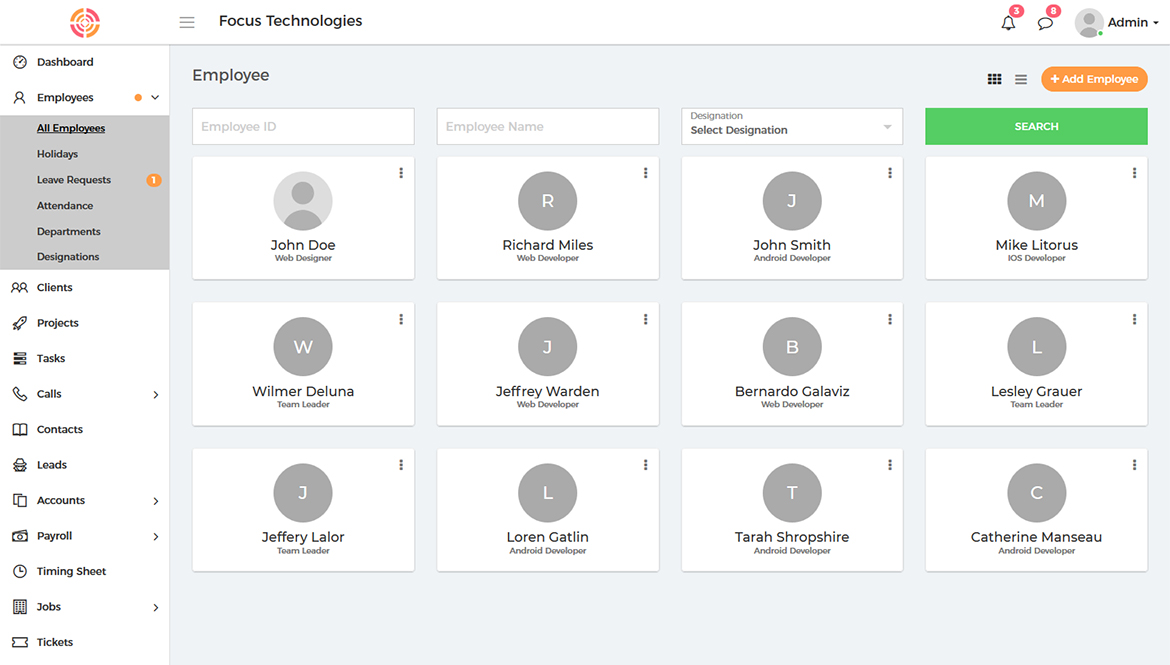 Focus Technologies
3
8
Admin
Dashboard
Employees
All Employees
Holidays
Leave Requests 1
Attendance
Departments
Designations
Clients
Projects
Tasks
Calls
Contacts
Leads
Accounts
Payroll
Timing Sheet
Jobs
Tickets
Employee
+ Add Employee
Employee ID
Employee Name
Designation
Select Designation
SEARCH
John Doe
Web Designer
R
Richard Miles
Web Developer
J
John Smith
Android Developer
M
Mike Litorus
IOS Developer
W
Wilmer Deluna
Team Leader
J
Jeffrey Warden
Web Developer
B
Bernardo Galaviz
Web Developer
L
Lesley Grauer
Team Leader
J
Jeffery Lalor
Team Leader
L
Loren Gatlin
Android Developer
T
Tarah Shropshire
Android Developer
C
Catherine Manseau
Android Developer